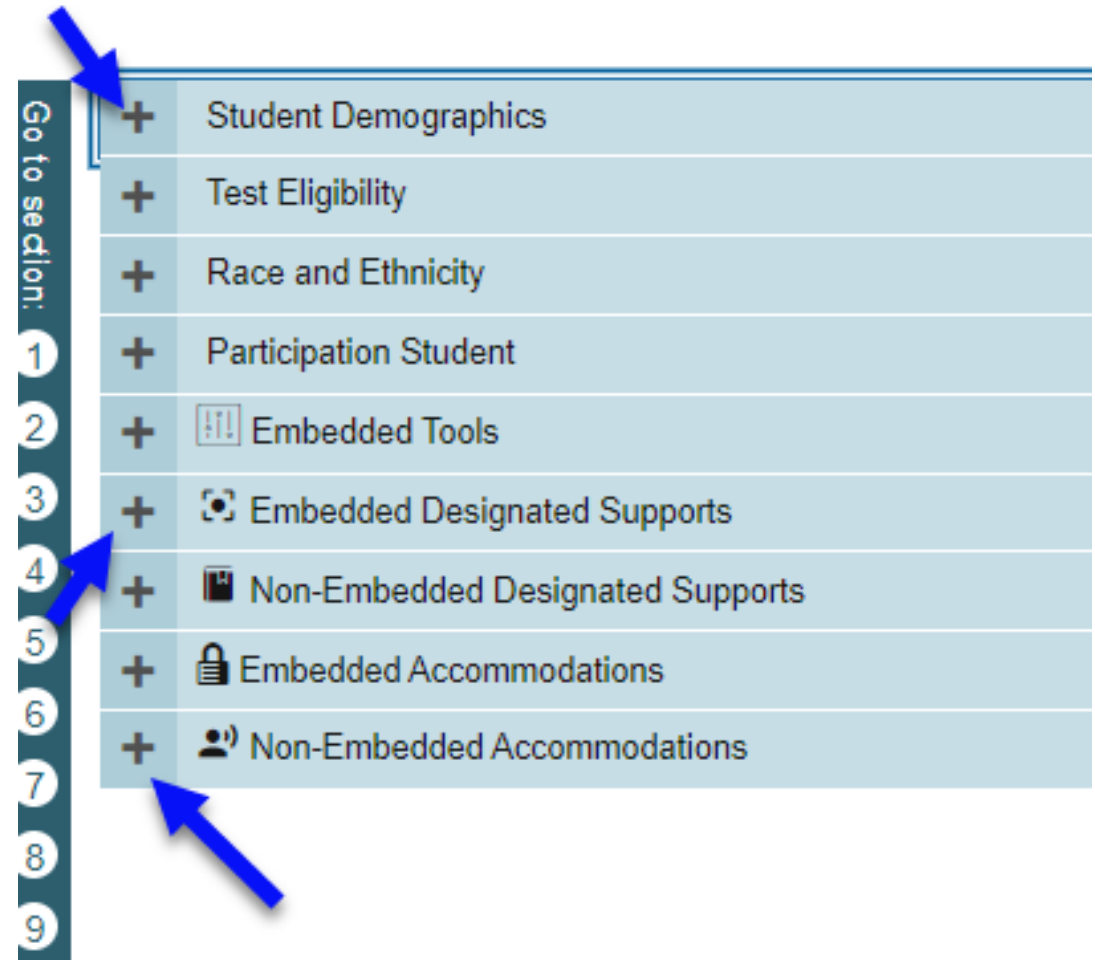 Go to section:
1
2
3
4
5
6
7
8
9
Student Demographics
Test Eligibility
Race and Ethnicity
Participation Student
Embedded Tools
Embedded Designated Supports
Non-Embedded Designated Supports
Embedded Accommodations
Non-Embedded Accommodations